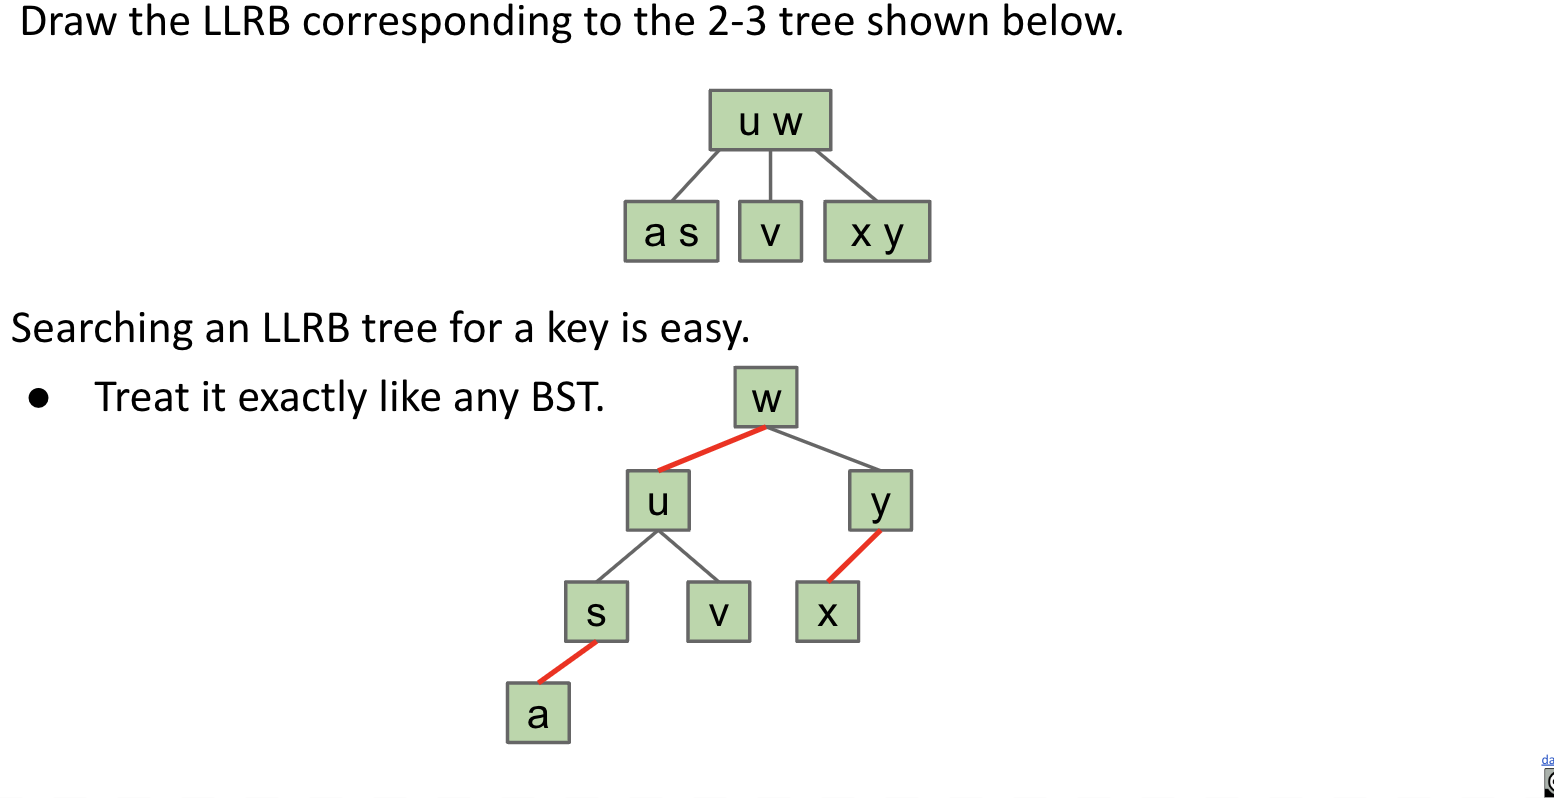 Draw the LLRB corresponding to the 2-3 tree shown below.
u w
a s v x y
Searching an LLRB tree for a key is easy.
● Treat it exactly like any BST.
w
u y
s v x
a
da